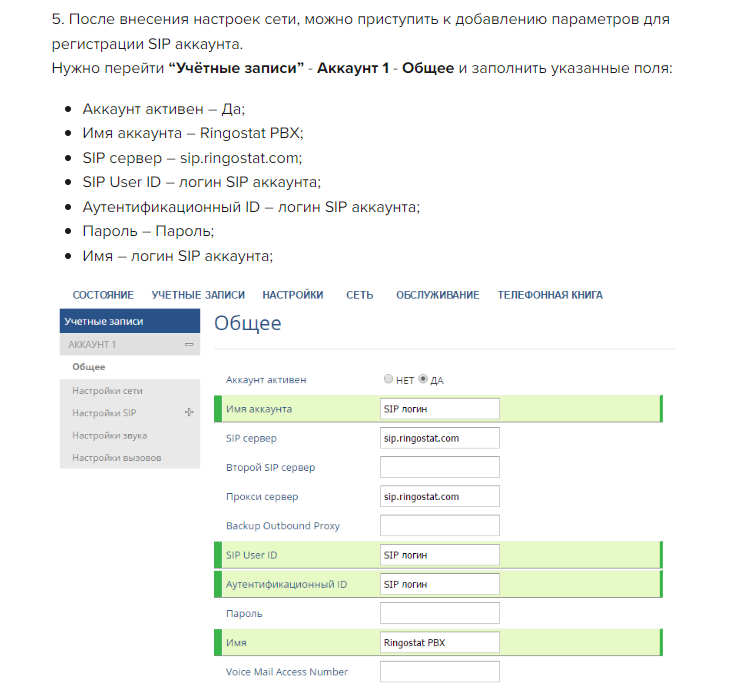 5. После внесения настроек сети, можно приступить к добавлению параметров для
регистрации SIP аккаунта.
Нужно перейти “Учётные записи” - Аккаунт 1 - Общее и заполнить указанные поля:
• Аккаунт активен – Да;
• Имя аккаунта – Ringostat PBX;
• SIP сервер – sip.ringostat.com;
• SIP User ID – логин SIP аккаунта;
• Аутентификационный ID – логин SIP аккаунта;
• Пароль – Пароль;
• Имя – логин SIP аккаунта;
СОСТОЯНИЕ УЧЕТНЫЕ ЗАПИСИ НАСТРОЙКИ СЕТЬ ОБСЛУЖИВАНИЕ ТЕЛЕФОННАЯ КНИГА
Учетные записи
АККАУНТ 1
Общее
Настройки сети
Настройки SIP
Настройки звука
Настройки вызовов
Общее
Аккаунт активен НЕТ ДА
Имя аккаунта SIP логин
SIP сервер sip.ringostat.com
Второй SIP сервер
Прокси сервер sip.ringostat.com
Backup Outbound Proxy
SIP User ID SIP логин
Аутентификационный ID SIP логин
Пароль
Имя Ringostat PBX
Voice Mail Access Number